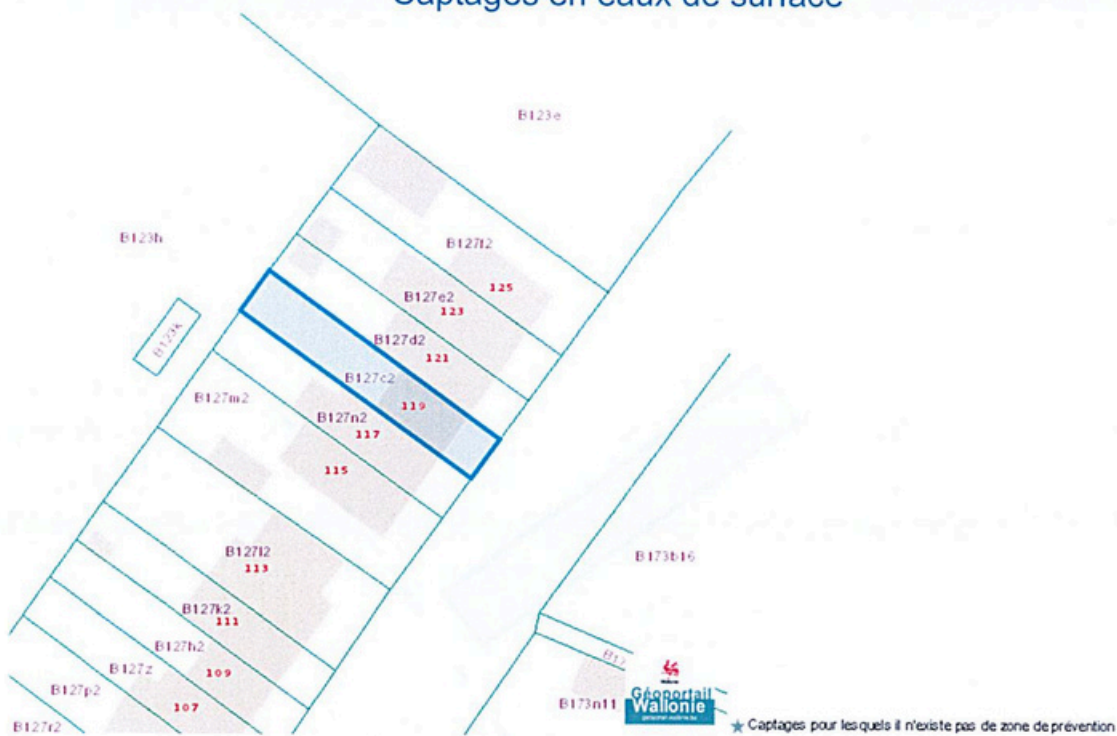 Captages en eaux de surface
B123e
B123h
B127f2
125
B127e2
123
B123k
B127d2
121
B127c2
119
B127m2
B127n2
117
115
B127l2
113
B173b16
B127k2
111
B127h2
B127z
109
B127p2
107
B173n11
B127r2
Géoportail
Wallonie
Captages pour lesquels il n'existe pas de zone de prévention